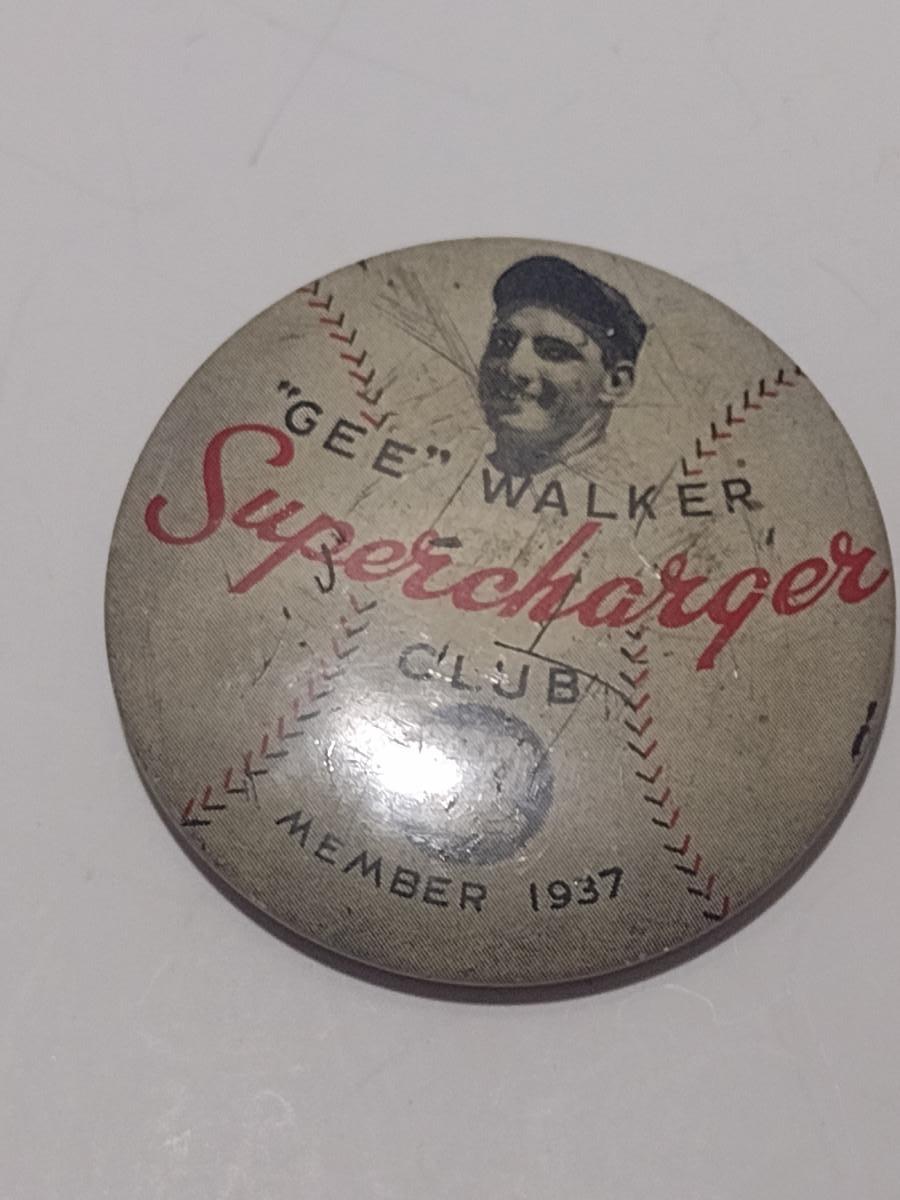 "GEE" WALKER
Supercharger
CLUB
MEMBER 1937